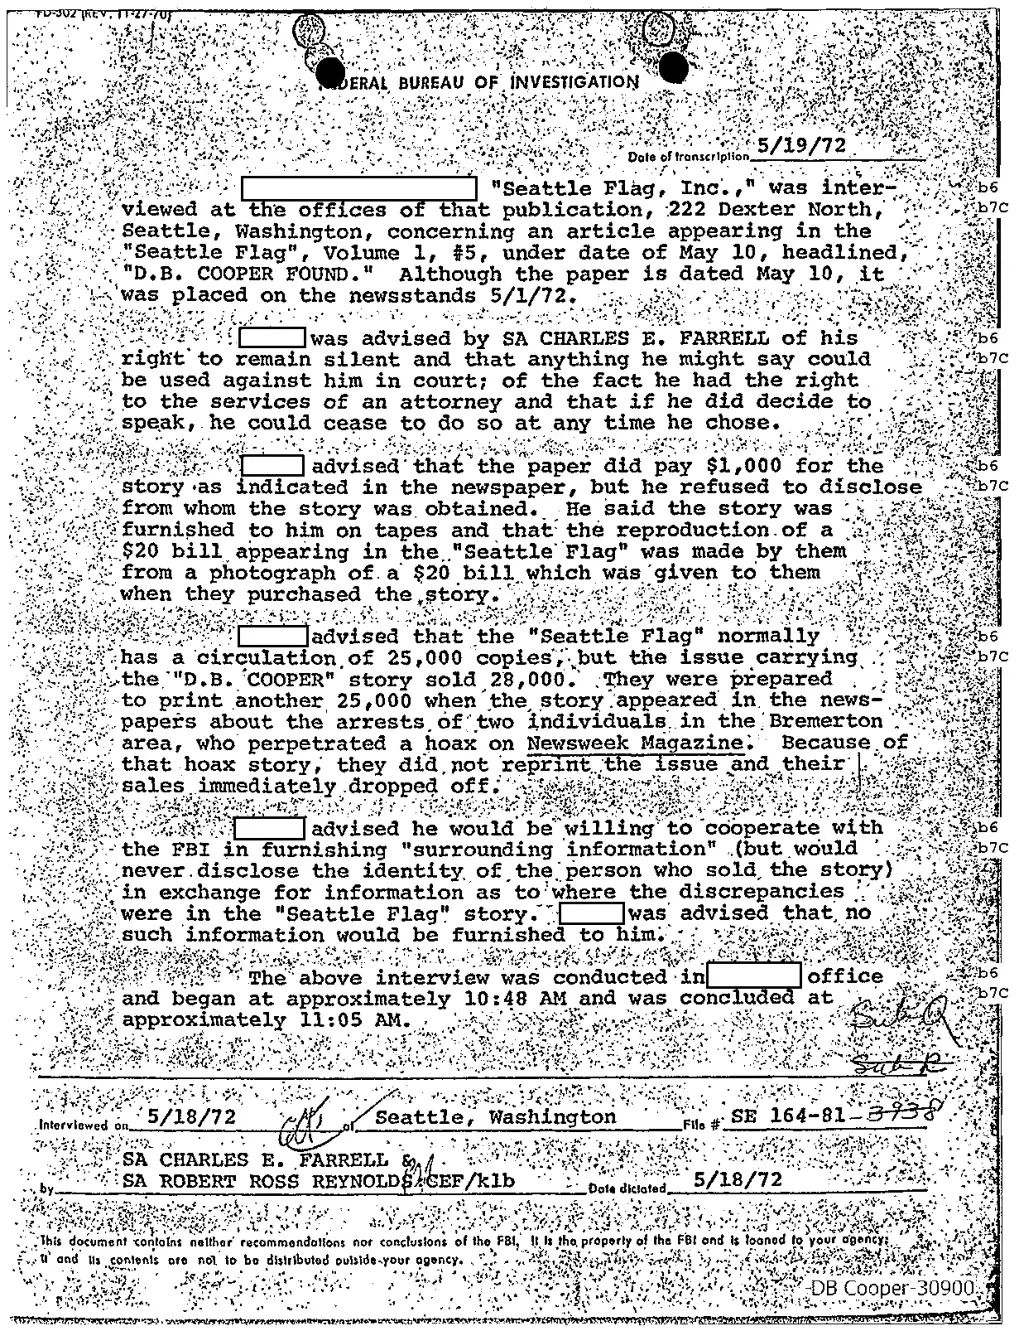 FD-302 (REV. 11-27-70)
FEDERAL BUREAU OF INVESTIGATION
Date of transcription 5/19/72
"Seattle Flag, Inc.," was inter- b6
viewed at the offices of that publication, 222 Dexter North, b7C
Seattle, Washington, concerning an article appearing in the
"Seattle Flag", Volume 1, #5, under date of May 10, headlined,
"D.B. COOPER FOUND." Although the paper is dated May 10, it
was placed on the newsstands 5/1/72.
was advised by SA CHARLES E. FARRELL of his b6
right to remain silent and that anything he might say could b7C
be used against him in court; of the fact he had the right
to the services of an attorney and that if he did decide to
speak, he could cease to do so at any time he chose.
advised that the paper did pay $1,000 for the b6
story as indicated in the newspaper, but he refused to disclose b7C
from whom the story was obtained. He said the story was
furnished to him on tapes and that the reproduction of a
$20 bill appearing in the "Seattle Flag" was made by them
from a photograph of a $20 bill which was given to them
when they purchased the story.
advised that the "Seattle Flag" normally b6
has a circulation of 25,000 copies, but the issue carrying b7C
the "D.B. COOPER" story sold 28,000. They were prepared
to print another 25,000 when the story appeared in the news-
papers about the arrests of two individuals in the Bremerton
area, who perpetrated a hoax on Newsweek Magazine. Because of
that hoax story, they did not reprint the issue and their
sales immediately dropped off.
advised he would be willing to cooperate with b6
the FBI in furnishing "surrounding information" (but would b7C
never disclose the identity of the person who sold the story)
in exchange for information as to where the discrepancies
were in the "Seattle Flag" story. was advised that no
such information would be furnished to him.
The above interview was conducted in office b6
and began at approximately 10:48 AM and was concluded at b7C
approximately 11:05 AM.
Sub Q
Sub R
Interviewed on 5/18/72 at Seattle, Washington File # SE 164-81-3938
SA CHARLES E. FARRELL &
by SA ROBERT ROSS REYNOLDS CEF/klb Date dictated 5/18/72
This document contains neither recommendations nor conclusions of the FBI. It is the property of the FBI and is loaned to your agency;
it and its contents are not to be distributed outside your agency.
DB Cooper-30900